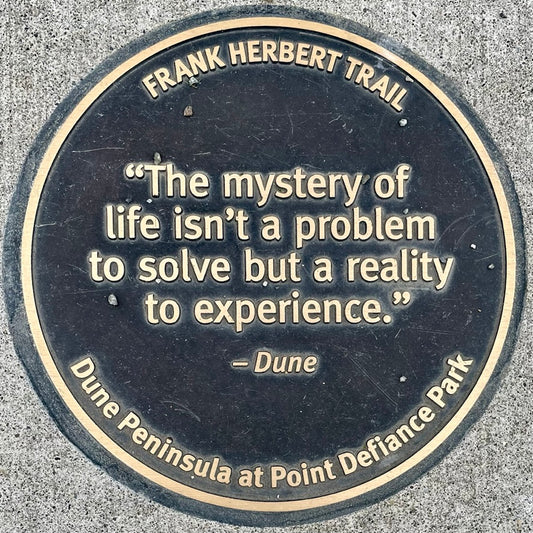 FRANK HERBERT TRAIL
“The mystery of
life isn’t a problem
to solve but a reality
to experience.”
– Dune
Dune Peninsula at Point Defiance Park